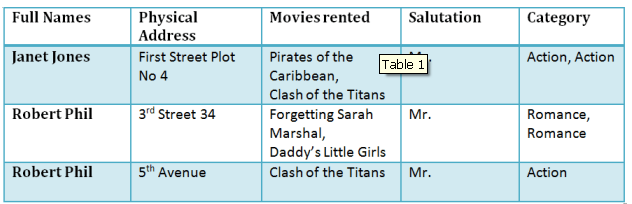 Full Names
Physical
Address
Movies rented
Salutation
Category
Janet Jones
First Street Plot
No 4
Pirates of the
Caribbean,
Clash of the Titans
Table 1
Action, Action
Robert Phil
3rd Street 34
Forgetting Sarah
Marshal,
Daddy's Little Girls
Mr.
Romance,
Romance
Robert Phil
5th Avenue
Clash of the Titans
Mr.
Action